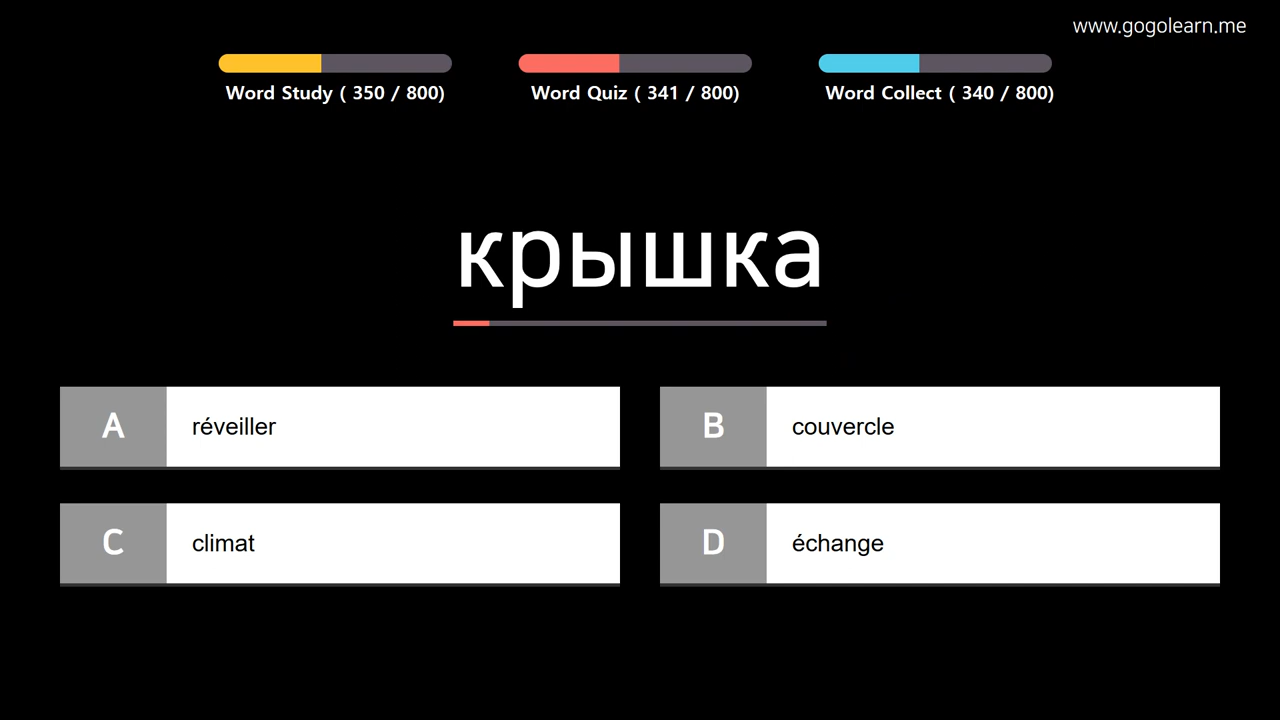 www.gogolearn.me
Word Study ( 350 / 800)
Word Quiz ( 341 / 800)
Word Collect ( 340 / 800)
крышка
A réveiller
B couvercle
C climat
D échange